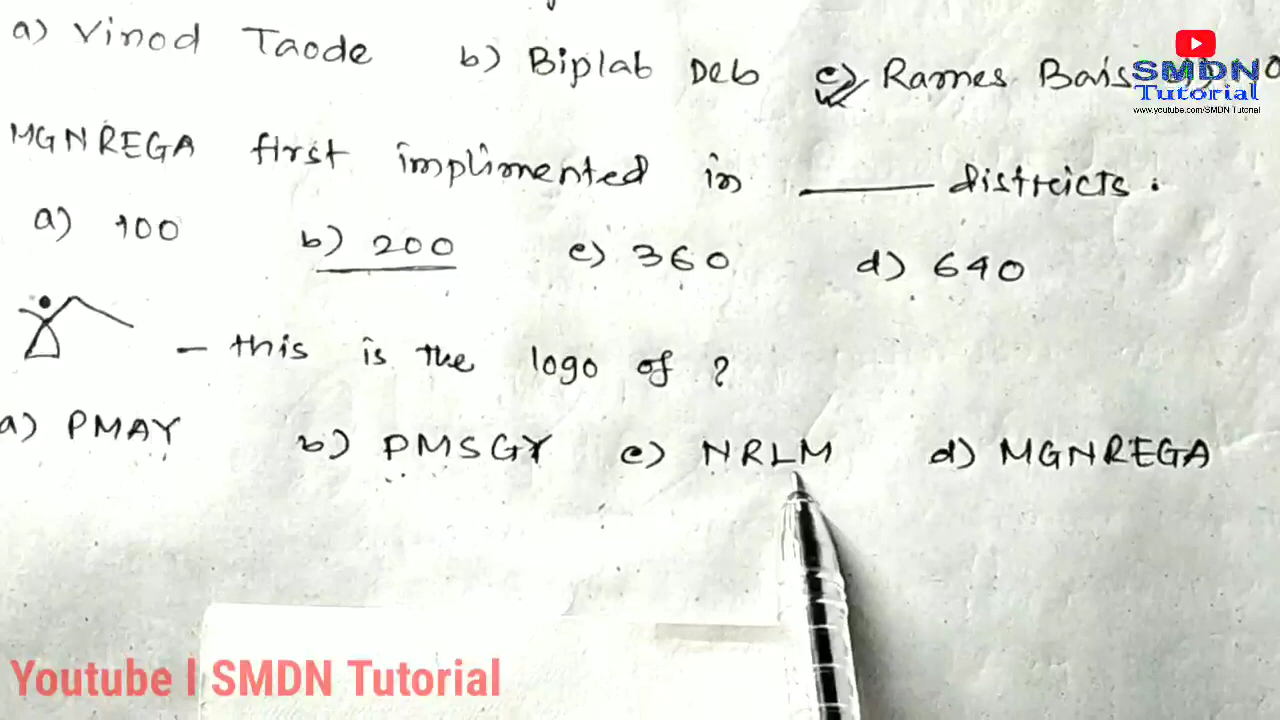 a) Vinod Taode b) Biplab Deb c) Rames Bais d)
SMDN
Tutorial
www.youtube.com/SMDN Tutorial
MGNREGA first implimented in ______ districts.
a) 100 b) 200 c) 360 d) 640
- this is the logo of ?
a) PMAY b) PMSGY c) NRLM d) MGNREGA
Youtube l SMDN Tutorial